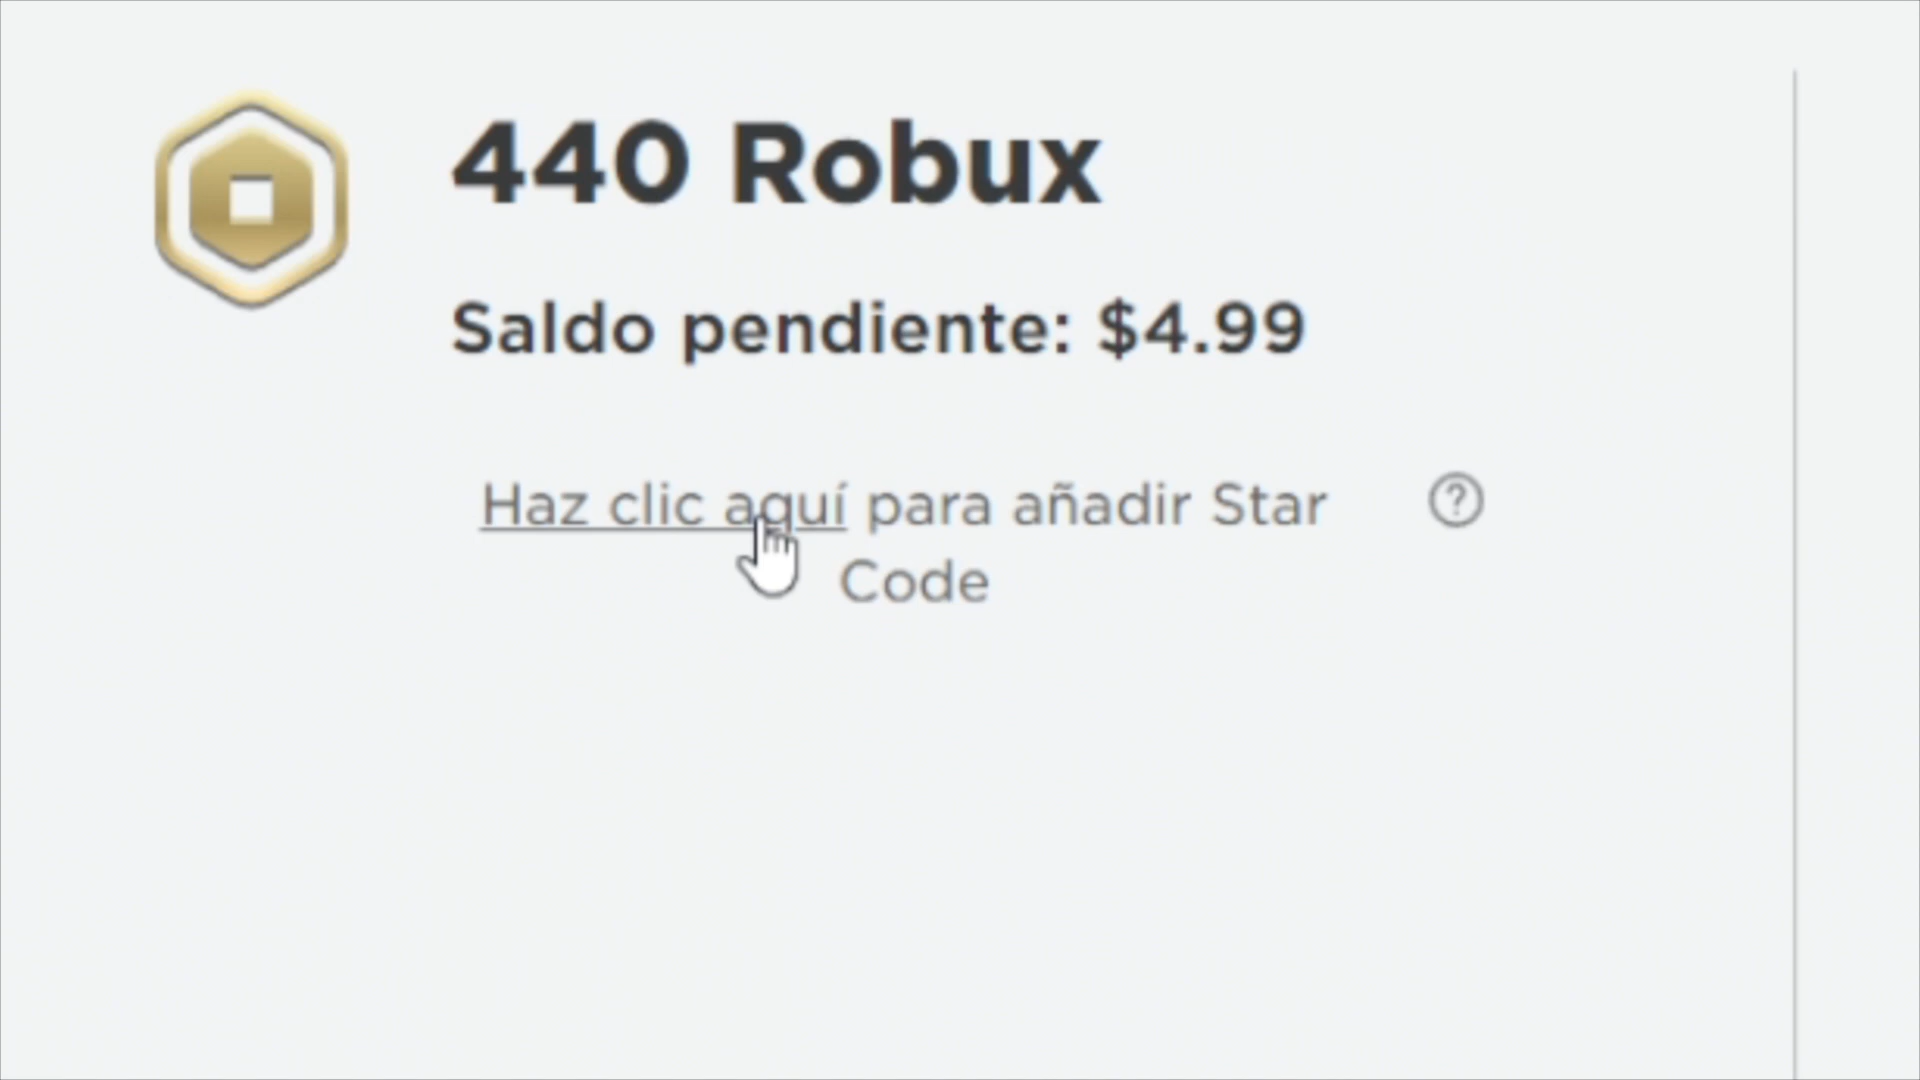 440 Robux
Saldo pendiente: $4.99
Haz clic aquí para añadir Star
Code